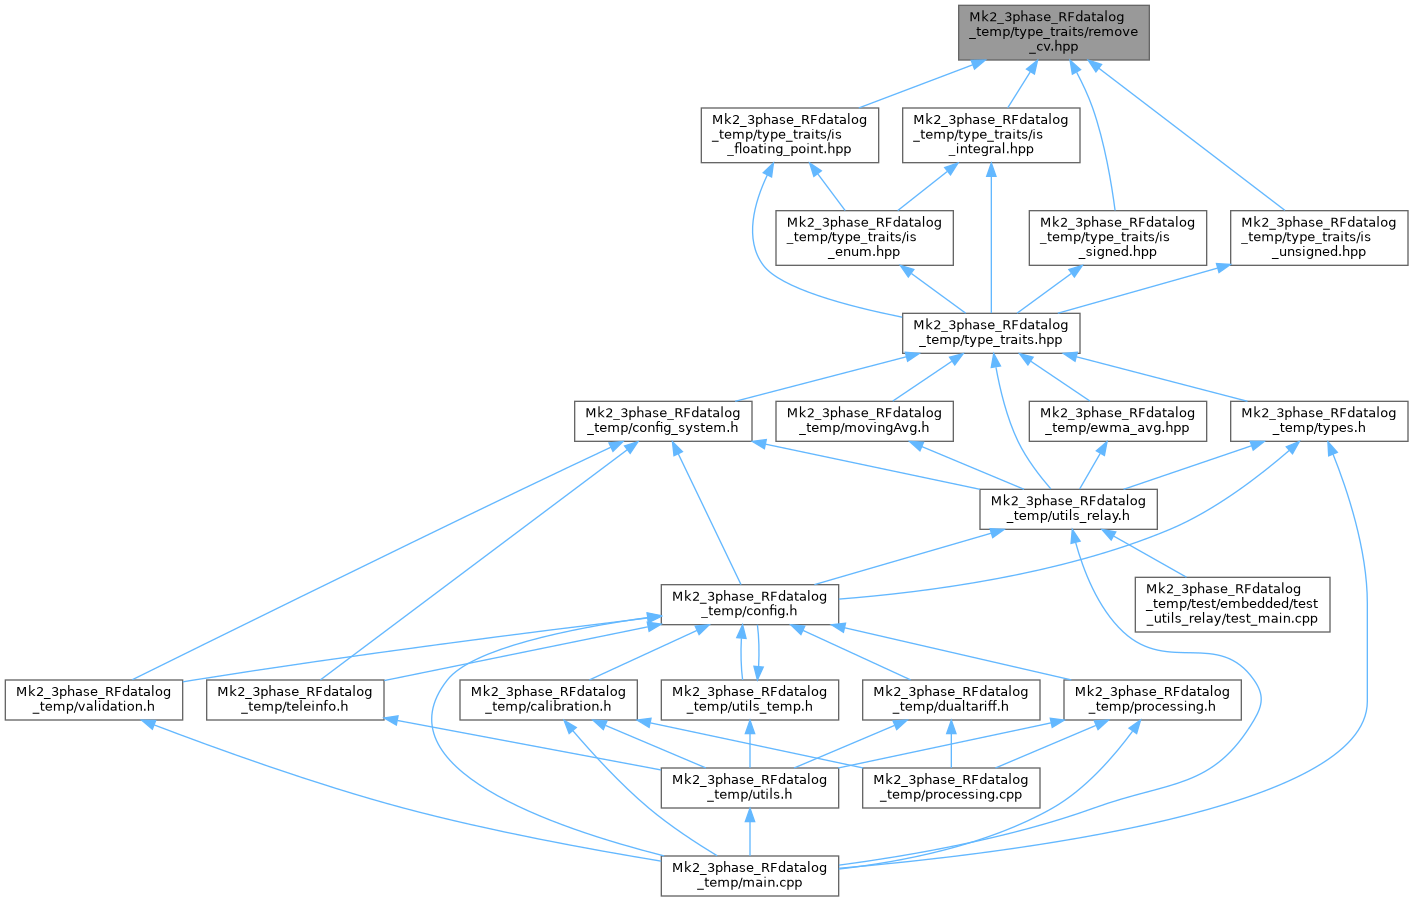 Mk2_3phase_RFdatalog
_temp/type_traits/remove
_cv.hpp
Mk2_3phase_RFdatalog
_temp/type_traits/is
_floating_point.hpp
Mk2_3phase_RFdatalog
_temp/type_traits/is
_integral.hpp
Mk2_3phase_RFdatalog
_temp/type_traits/is
_enum.hpp
Mk2_3phase_RFdatalog
_temp/type_traits/is
_signed.hpp
Mk2_3phase_RFdatalog
_temp/type_traits/is
_unsigned.hpp
Mk2_3phase_RFdatalog
_temp/type_traits.hpp
Mk2_3phase_RFdatalog
_temp/config_system.h
Mk2_3phase_RFdatalog
_temp/movingAvg.h
Mk2_3phase_RFdatalog
_temp/ewma_avg.hpp
Mk2_3phase_RFdatalog
_temp/types.h
Mk2_3phase_RFdatalog
_temp/utils_relay.h
Mk2_3phase_RFdatalog
_temp/config.h
Mk2_3phase_RFdatalog
_temp/test/embedded/test
_utils_relay/test_main.cpp
Mk2_3phase_RFdatalog
_temp/validation.h
Mk2_3phase_RFdatalog
_temp/teleinfo.h
Mk2_3phase_RFdatalog
_temp/calibration.h
Mk2_3phase_RFdatalog
_temp/utils_temp.h
Mk2_3phase_RFdatalog
_temp/dualtariff.h
Mk2_3phase_RFdatalog
_temp/processing.h
Mk2_3phase_RFdatalog
_temp/utils.h
Mk2_3phase_RFdatalog
_temp/processing.cpp
Mk2_3phase_RFdatalog
_temp/main.cpp